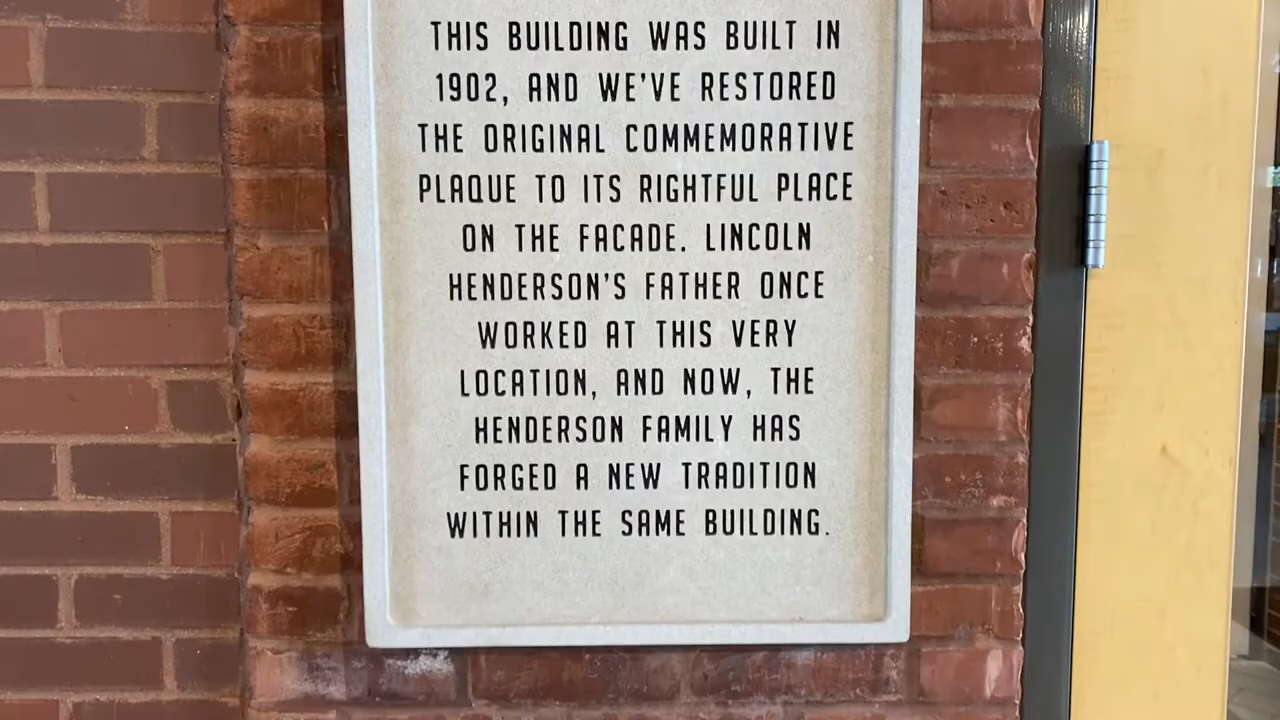 THIS BUILDING WAS BUILT IN
1902, AND WE'VE RESTORED
THE ORIGINAL COMMEMORATIVE
PLAQUE TO ITS RIGHTFUL PLACE
ON THE FACADE. LINCOLN
HENDERSON'S FATHER ONCE
WORKED AT THIS VERY
LOCATION, AND NOW, THE
HENDERSON FAMILY HAS
FORGED A NEW TRADITION
WITHIN THE SAME BUILDING.